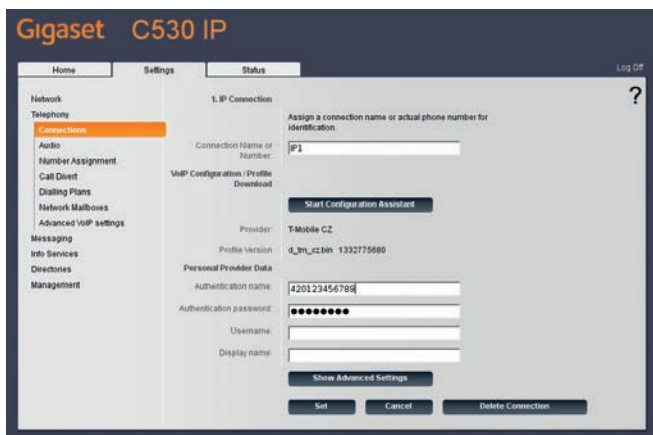 Gigaset C530 IP
Home Settings Status Log Off
?
Network
Telephony
Connections
Audio
Number Assignment
Call Divert
Dialling Plans
Network Mailboxes
Advanced VoIP settings
Messaging
Info Services
Directories
Management
1. IP Connection
Assign a connection name or actual phone number for
identification.
Connection Name or
Number:
IP1
VoIP Configuration / Profile
Download
Start Configuration Assistant
Provider: T-Mobile CZ
Profile Version d_tm_cz.bin 1332775680
Personal Provider Data
Authentication name: 420123456789
Authentication password: ●●●●●●●●
Username:
Display name:
Show Advanced Settings
Set Cancel Delete Connection